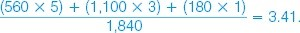 (560 × 5) + (1,100 × 3) + (180 × 1)
1,840
= 3.41.